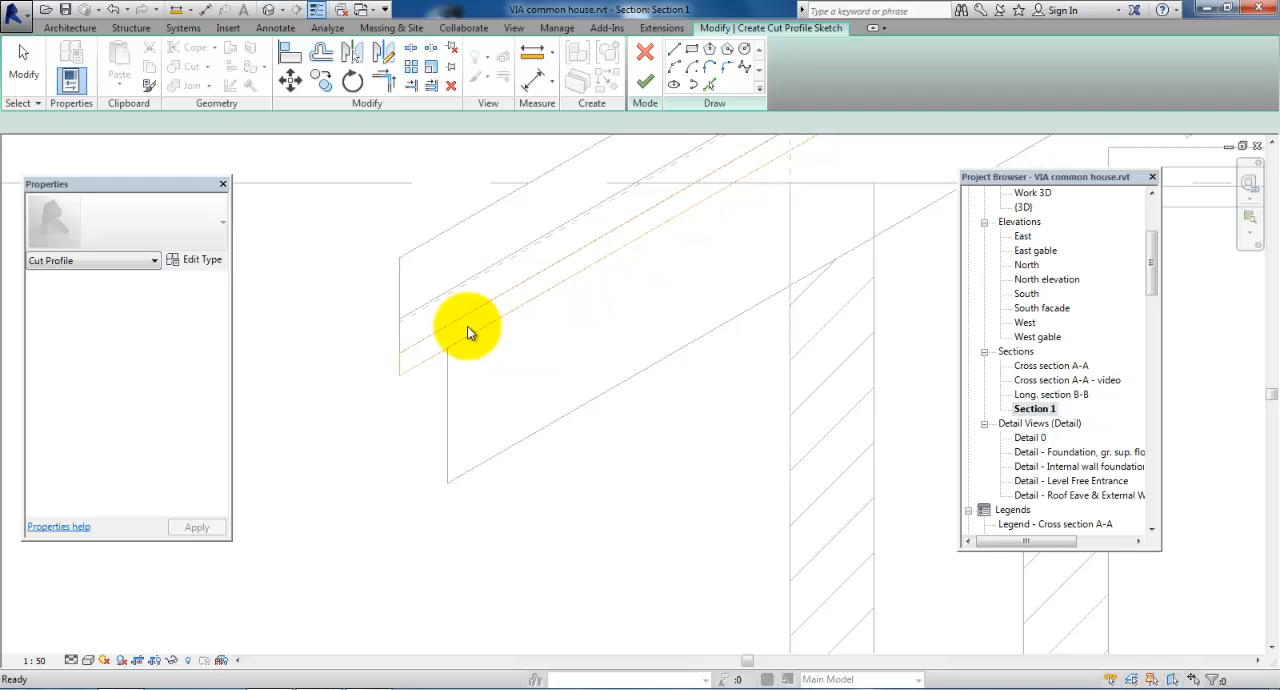 VIA common house.rvt - Section: Section 1
Type a keyword or phrase
Sign In
Architecture Structure Systems Insert Annotate Analyze Massing & Site Collaborate View Manage Add-Ins Extensions Modify | Create Cut Profile Sketch
Modify
Paste
Cope
Cut
Join
Select Properties Clipboard Geometry Modify View Measure Create Mode Draw
Properties
Cut Profile
Edit Type
Properties help
Apply
Project Browser - VIA common house.rvt
Work 3D
{3D}
Elevations
East
East gable
North
North elevation
South
South facade
West
West gable
Sections
Cross section A-A
Cross section A-A - video
Long. section B-B
Section 1
Detail Views (Detail)
Detail 0
Detail - Foundation, gr. sup. flo
Detail - Internal wall foundation
Detail - Level Free Entrance
Detail - Roof Eave & External W
Legends
Legend - Cross section A-A
1 : 50
Ready
:0
Main Model
:0